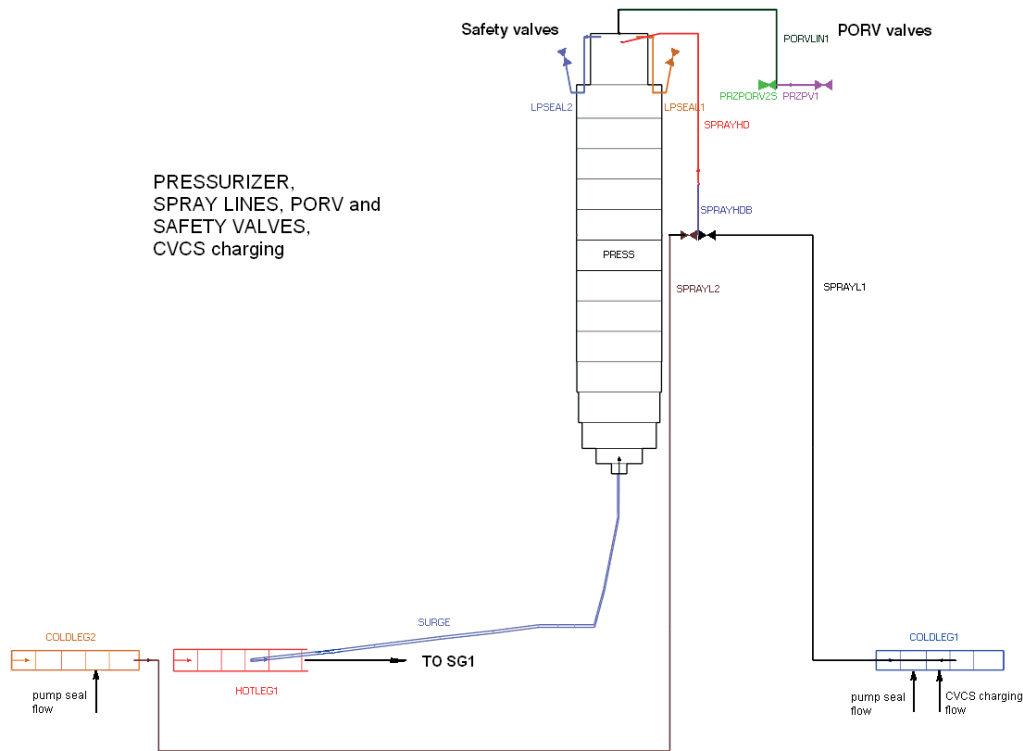 Safety valves
PORV valves
PORVLIN1
PRZPORV2S
PRZPV1
LPSEAL2
LPSEAL1
SPRAYHD
PRESSURIZER,
SPRAY LINES, PORV and
SAFETY VALVES,
CVCS charging
SPRAYHDB
PRESS
SPRAYL2
SPRAYL1
SURGE
COLDLEG2
COLDLEG1
TO SG1
HOTLEG1
pump seal
flow
pump seal
flow
CVCS charging
flow